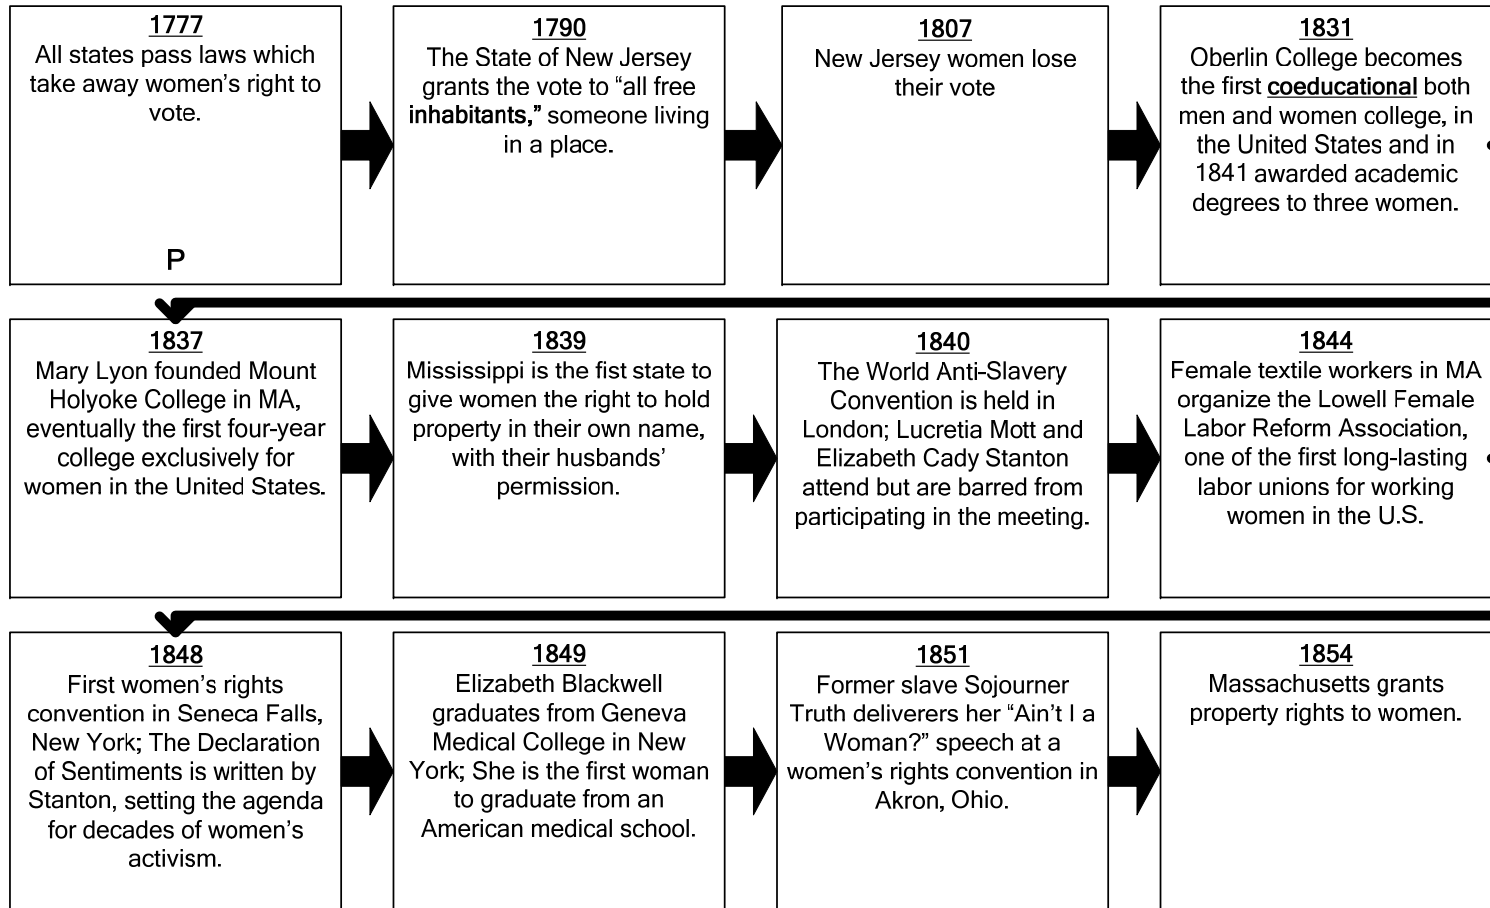 1777
All states pass laws which
take away women's right to
vote.
P
1790
The State of New Jersey
grants the vote to "all free
inhabitants," someone living
in a place.
1807
New Jersey women lose
their vote
1831
Oberlin College becomes
the first coeducational both
men and women college, in
the United States and in
1841 awarded academic
degrees to three women.
1837
Mary Lyon founded Mount
Holyoke College in MA,
eventually the first four-year
college exclusively for
women in the United States.
1839
Mississippi is the fist state to
give women the right to hold
property in their own name,
with their husbands'
permission.
1840
The World Anti-Slavery
Convention is held in
London; Lucretia Mott and
Elizabeth Cady Stanton
attend but are barred from
participating in the meeting.
1844
Female textile workers in MA
organize the Lowell Female
Labor Reform Association,
one of the first long-lasting
labor unions for working
women in the U.S.
1848
First women's rights
convention in Seneca Falls,
New York; The Declaration
of Sentiments is written by
Stanton, setting the agenda
for decades of women's
activism.
1849
Elizabeth Blackwell
graduates from Geneva
Medical College in New
York; She is the first woman
to graduate from an
American medical school.
1851
Former slave Sojourner
Truth deliverers her "Ain't I a
Woman?" speech at a
women's rights convention in
Akron, Ohio.
1854
Massachusetts grants
property rights to women.